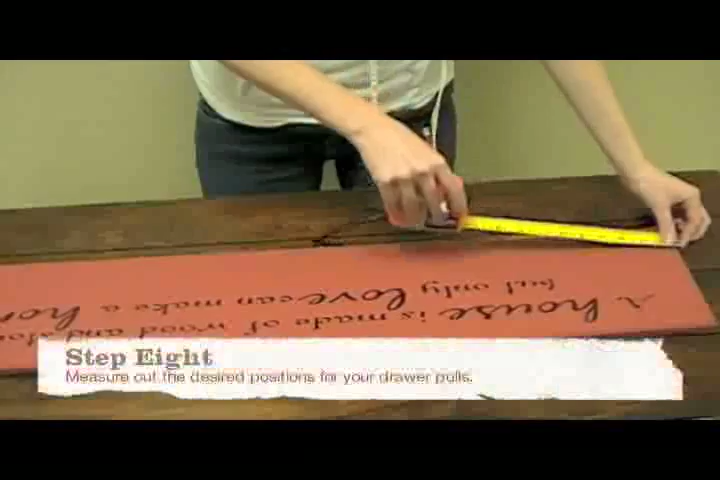 A house is made of wood and
but only love can make a
Step Eight
Measure out the desired positions for your drawer pulls.